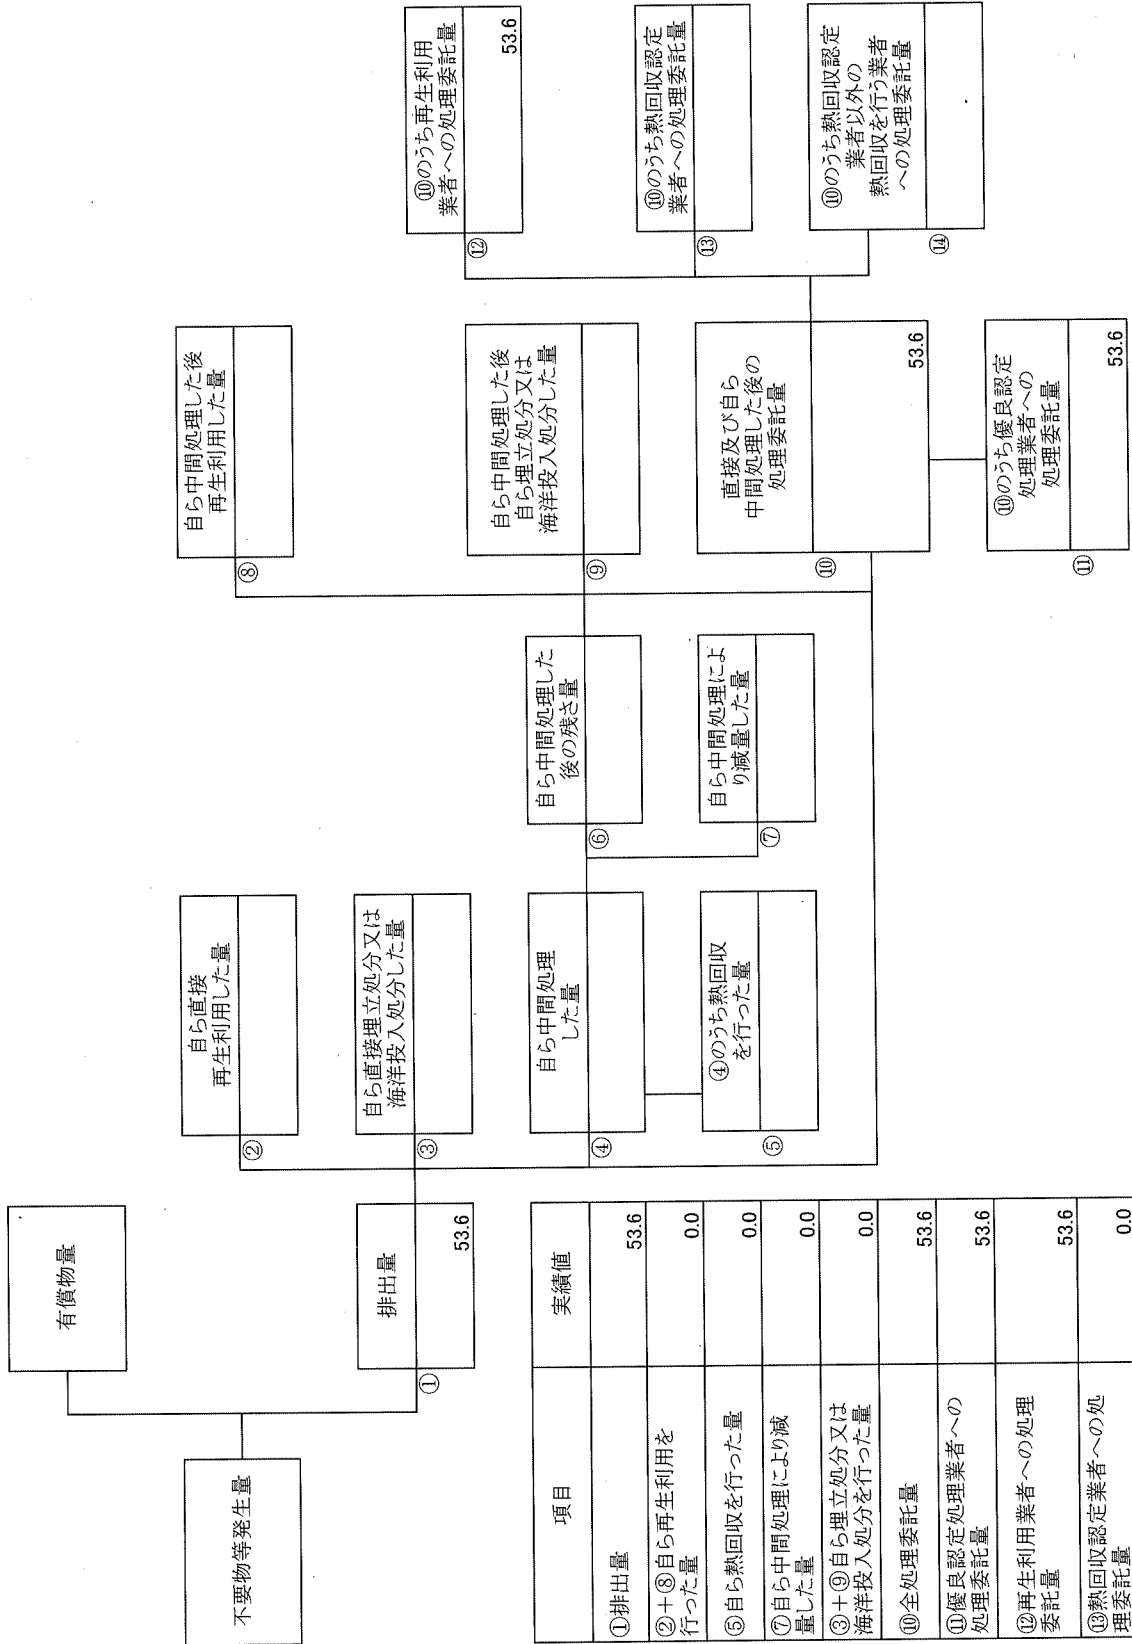 不要物等発生量
有償物量
①
排出量
53.6
②
自ら直接
再生利用した量
③
自ら直接埋立処分又は
海洋投入処分した量
④
自ら中間処理
した量
⑤
④のうち熱回収
を行った量
⑥
自ら中間処理した
後の残さ量
⑦
自ら中間処理によ
り減量した量
⑧
自ら中間処理した後
再生利用した量
⑨
自ら中間処理した後
自ら埋立処分又は
海洋投入処分した量
⑩
直接及び自ら
中間処理した後の
処理委託量
53.6
⑪
⑩のうち優良認定
処理業者への
処理委託量
53.6
⑫
⑩のうち再生利用
業者への処理委託量
53.6
⑬
⑩のうち熱回収認定
業者への処理委託量
⑭
⑩のうち熱回収認定
業者以外の
熱回収を行う業者
への処理委託量
項目 実績値
①排出量 53.6
②+⑧自ら再生利用を
行った量 0.0
⑤自ら熱回収を行った量 0.0
⑦自ら中間処理により減
量した量 0.0
③+⑨自ら埋立処分又は
海洋投入処分を行った量 0.0
⑩全処理委託量 53.6
⑪優良認定処理業者への
処理委託量 53.6
⑫再生利用業者への処理
委託量 53.6
⑬熱回収認定業者への処
理委託量 0.0